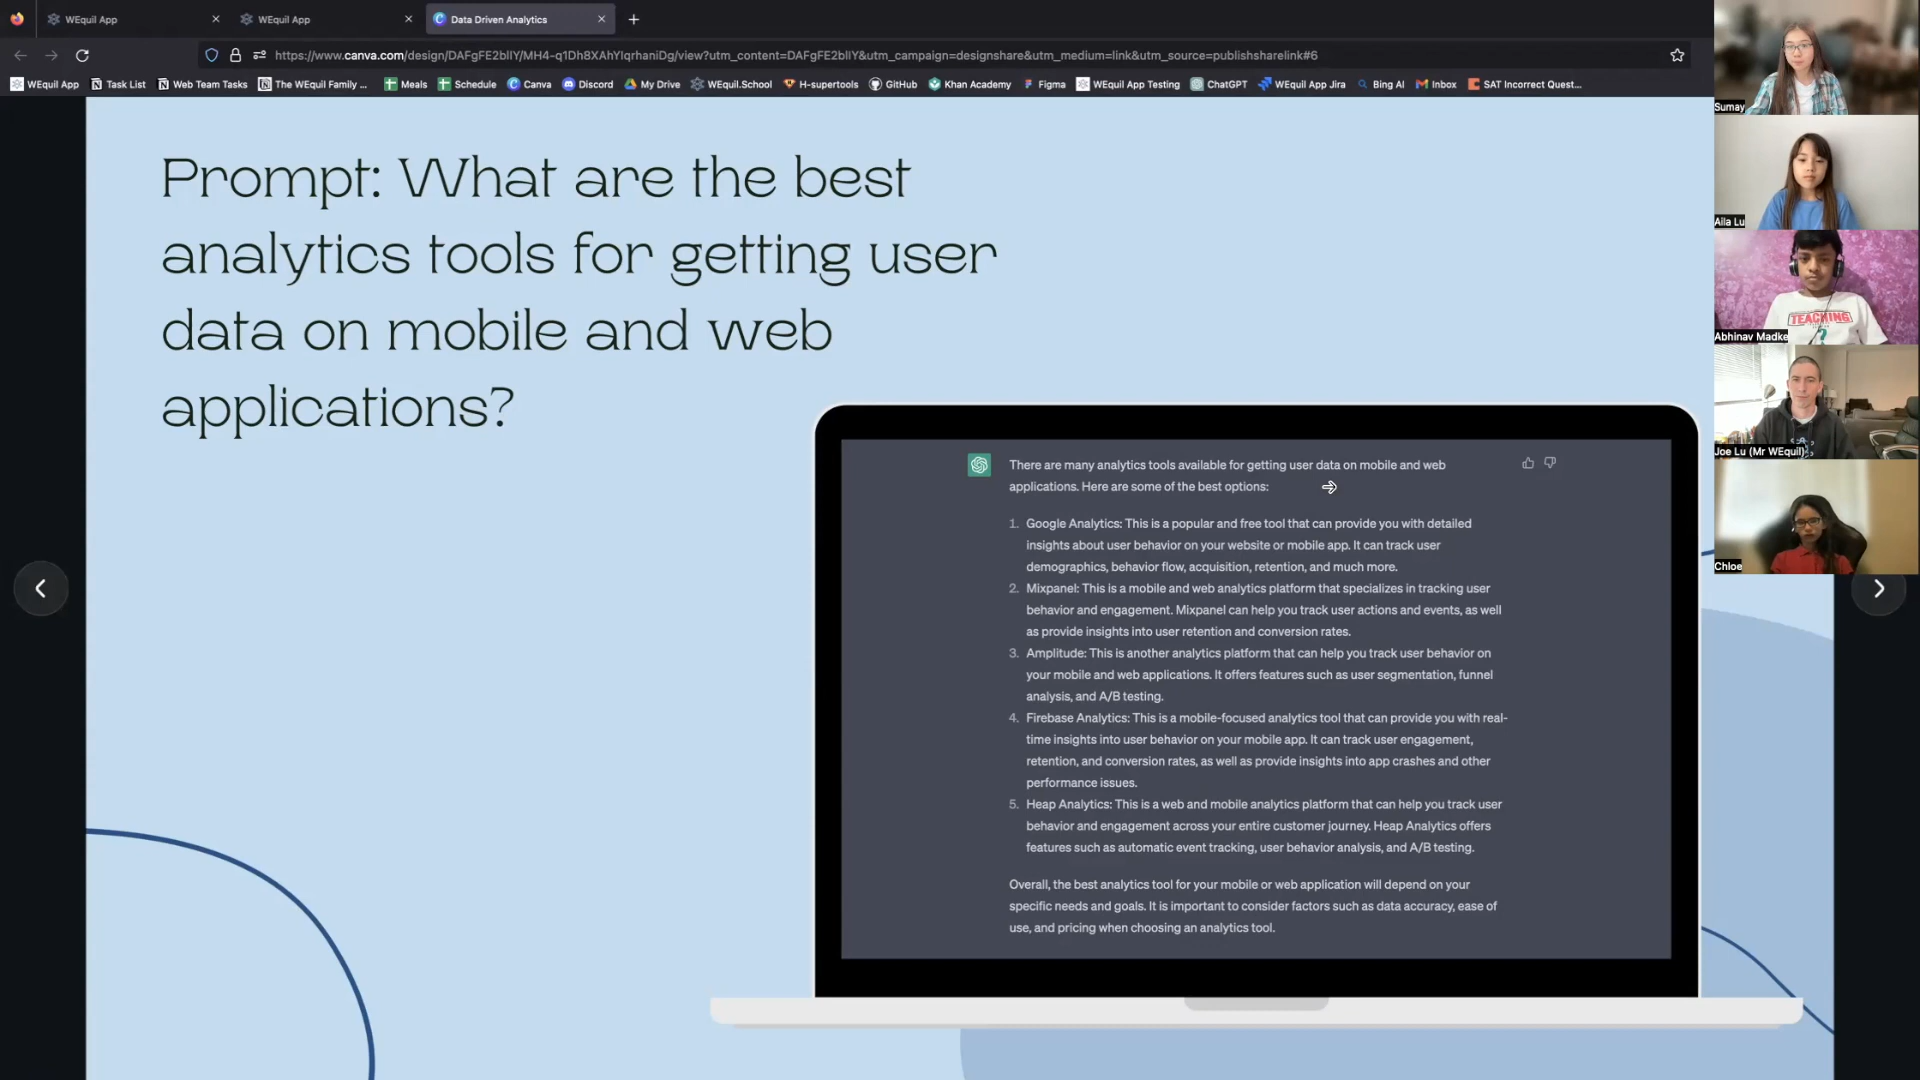 WEquil App
WEquil App
Data Driven Analytics
https://www.canva.com/design/DAFgFE2blIY/MH4-q1Dh8XAhYIqrhaniDg/view?utm_content=DAFgFE2blIY&utm_campaign=designshare&utm_medium=link&utm_source=publishsharelink#6
WEquil App Task List Web Team Tasks The WEquil Family ... Meals Schedule Canva Discord My Drive WEquil.School H-supertools GitHub Khan Academy Figma WEquil App Testing ChatGPT WEquil App Jira Bing AI Inbox SAT Incorrect Quest...
Prompt: What are the best
analytics tools for getting user
data on mobile and web
applications?
There are many analytics tools available for getting user data on mobile and web
applications. Here are some of the best options:
1. Google Analytics: This is a popular and free tool that can provide you with detailed
insights about user behavior on your website or mobile app. It can track user
demographics, behavior flow, acquisition, retention, and much more.
2. Mixpanel: This is a mobile and web analytics platform that specializes in tracking user
behavior and engagement. Mixpanel can help you track user actions and events, as well
as provide insights into user retention and conversion rates.
3. Amplitude: This is another analytics platform that can help you track user behavior on
your mobile and web applications. It offers features such as user segmentation, funnel
analysis, and A/B testing.
4. Firebase Analytics: This is a mobile-focused analytics tool that can provide you with real-
time insights into user behavior on your mobile app. It can track user engagement,
retention, and conversion rates, as well as provide insights into app crashes and other
performance issues.
5. Heap Analytics: This is a web and mobile analytics platform that can help you track user
behavior and engagement across your entire customer journey. Heap Analytics offers
features such as automatic event tracking, user behavior analysis, and A/B testing.
Overall, the best analytics tool for your mobile or web application will depend on your
specific needs and goals. It is important to consider factors such as data accuracy, ease of
use, and pricing when choosing an analytics tool.
Sumay
Aila Lu
TEACHING
Abhinav Madke
Joe Lu (Mr WEquil)
Chloe